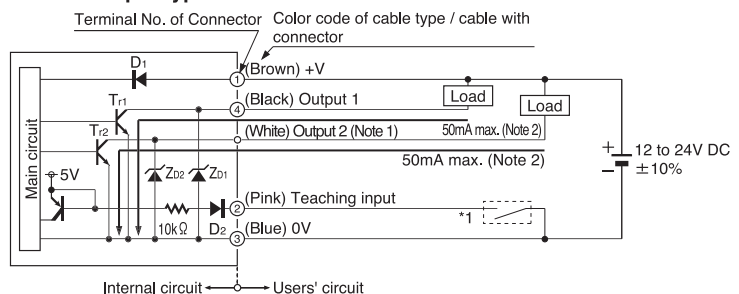 Terminal No. of Connector
Color code of cable type / cable with
connector
D1
1
(Brown) +V
Tr1
4
(Black) Output 1
Load
Load
Tr2
(White) Output 2 (Note 1)
50mA max. (Note 2)
50mA max. (Note 2)
Main circuit
5V
ZD2
ZD1
+
−
12 to 24V DC
±10%
10kΩ
D2
2
(Pink) Teaching input
*1
3
(Blue) 0V
Internal circuit
Users' circuit